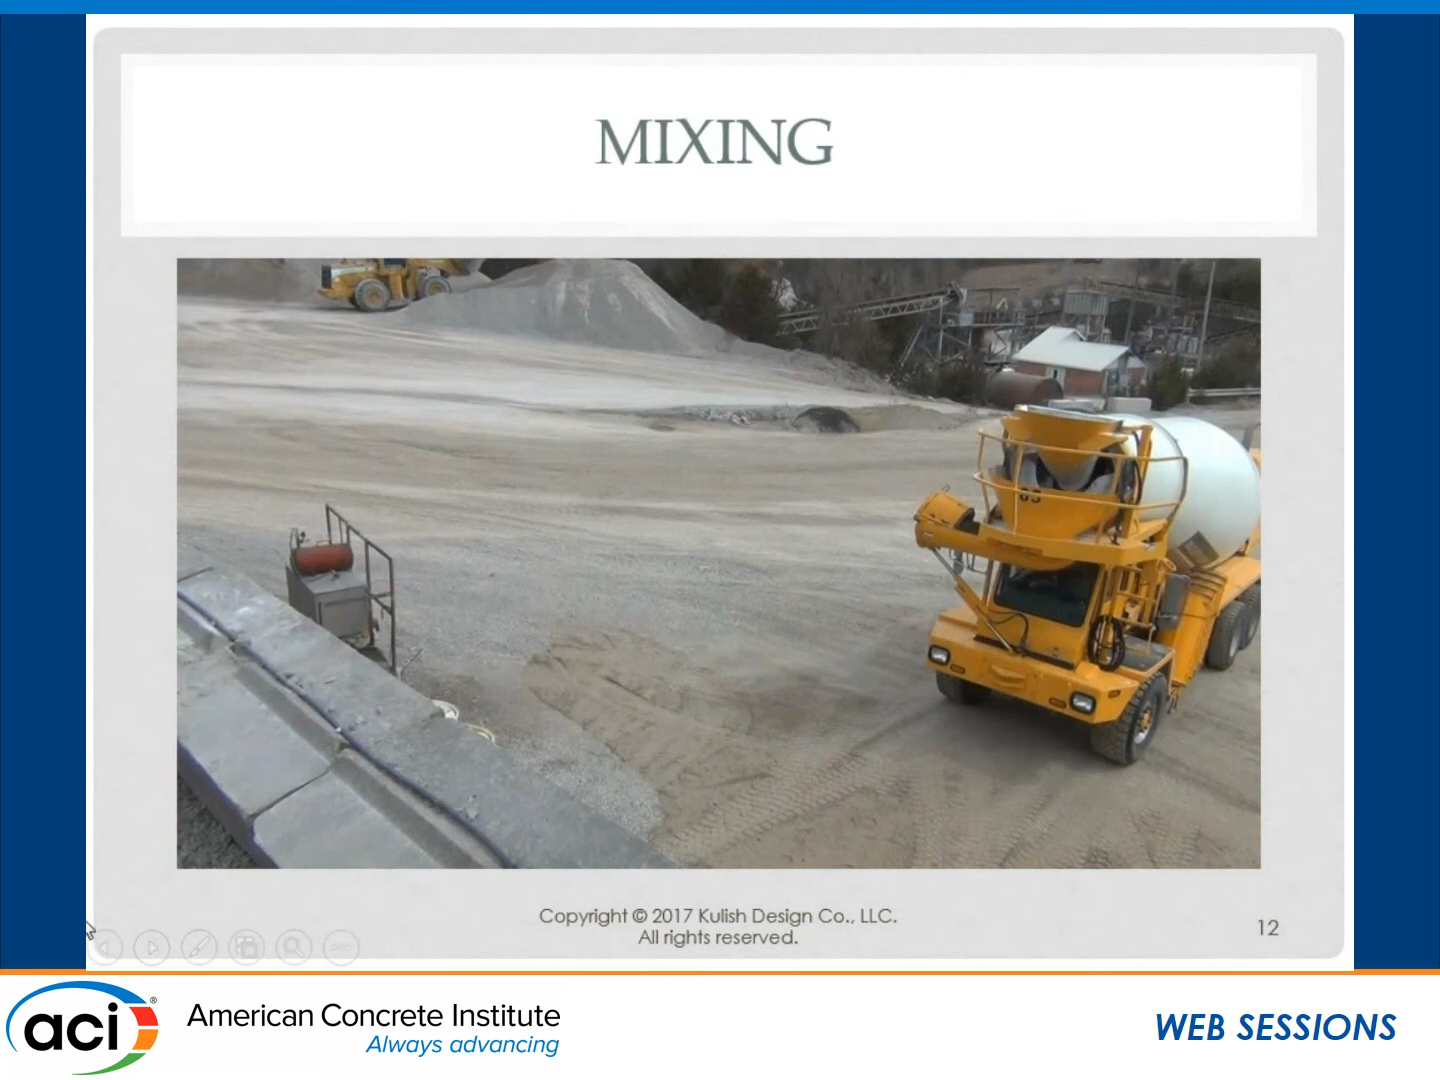 MIXING
Copyright © 2017 Kulish Design Co., LLC.
All rights reserved.
12
aci®
American Concrete Institute
Always advancing
WEB SESSIONS